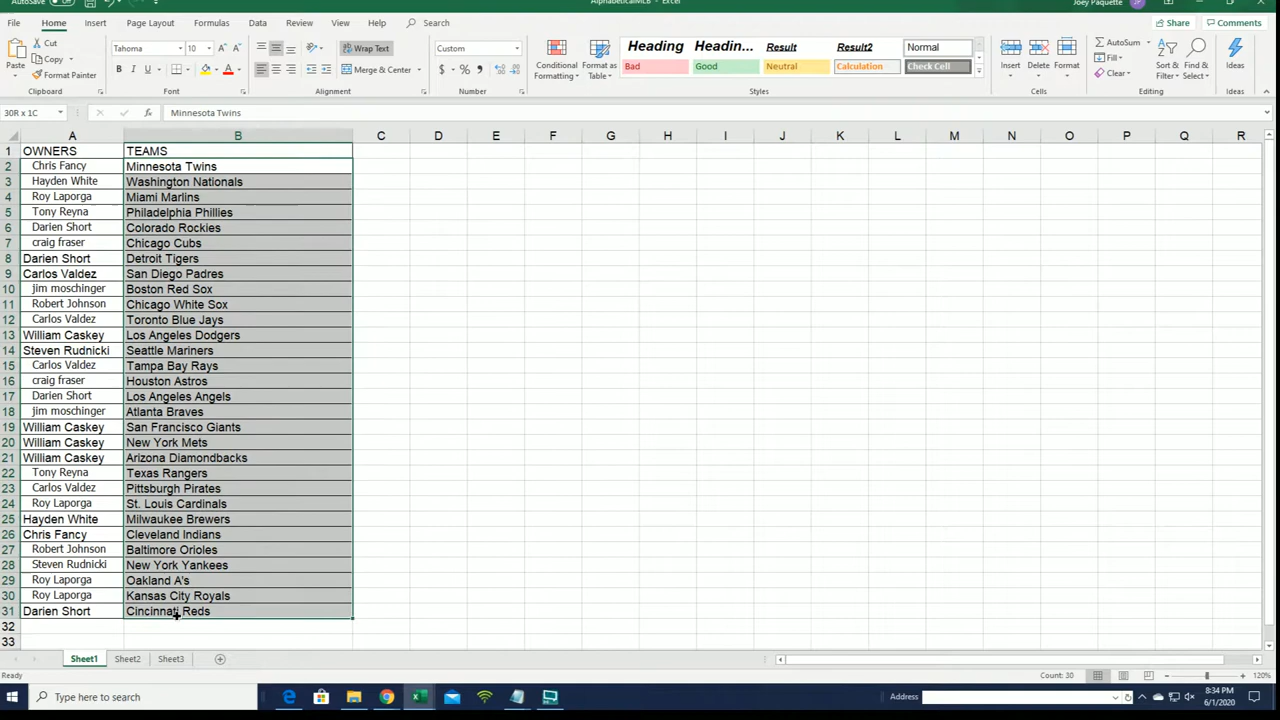 AutoSave Off
AlphabeticalMLB - Excel
Joey Paquette
JP
File Home Insert Page Layout Formulas Data Review View Help Search
Share Comments
Paste Cut Copy Format Painter
Clipboard
Tahoma 10
B I U
Font
Wrap Text
Merge & Center
Alignment
Custom
$ % ,
Number
Conditional Formatting Format as Table
Heading Headin... Result Result2 Normal
Bad Good Neutral Calculation Check Cell
Styles
Insert Delete Format
Cells
AutoSum Fill Clear
Sort & Filter Find & Select
Editing
Ideas
Ideas
30R x 1C fx Minnesota Twins
A B C D E F G H I J K L M N O P Q R
1 OWNERS TEAMS
2 Chris Fancy Minnesota Twins
3 Hayden White Washington Nationals
4 Roy Laporga Miami Marlins
5 Tony Reyna Philadelphia Phillies
6 Darien Short Colorado Rockies
7 craig fraser Chicago Cubs
8 Darien Short Detroit Tigers
9 Carlos Valdez San Diego Padres
10 jim moschinger Boston Red Sox
11 Robert Johnson Chicago White Sox
12 Carlos Valdez Toronto Blue Jays
13 William Caskey Los Angeles Dodgers
14 Steven Rudnicki Seattle Mariners
15 Carlos Valdez Tampa Bay Rays
16 craig fraser Houston Astros
17 Darien Short Los Angeles Angels
18 jim moschinger Atlanta Braves
19 William Caskey San Francisco Giants
20 William Caskey New York Mets
21 William Caskey Arizona Diamondbacks
22 Tony Reyna Texas Rangers
23 Carlos Valdez Pittsburgh Pirates
24 Roy Laporga St. Louis Cardinals
25 Hayden White Milwaukee Brewers
26 Chris Fancy Cleveland Indians
27 Robert Johnson Baltimore Orioles
28 Steven Rudnicki New York Yankees
29 Roy Laporga Oakland A's
30 Roy Laporga Kansas City Royals
31 Darien Short Cincinnati Reds
32
33
Sheet1 Sheet2 Sheet3
Ready
Count: 30
120%
Type here to search
Address
8:34 PM
6/1/2020